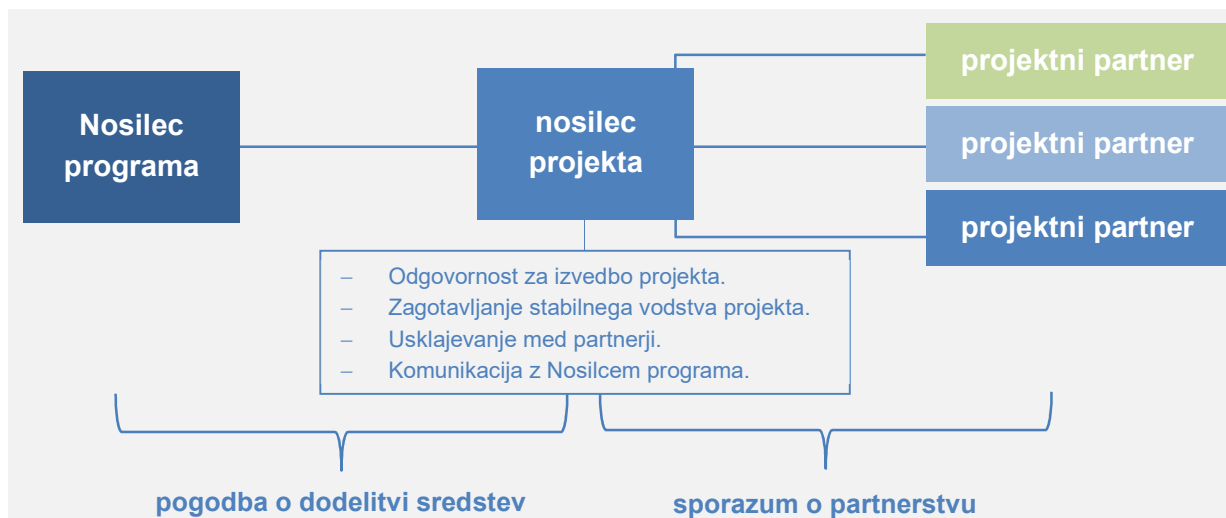 Nosilec
programa
nosilec
projekta
projektni partner
projektni partner
projektni partner
– Odgovornost za izvedbo projekta.
– Zagotavljanje stabilnega vodstva projekta.
– Usklajevanje med partnerji.
– Komunikacija z Nosilcem programa.
pogodba o dodelitvi sredstev
sporazum o partnerstvu